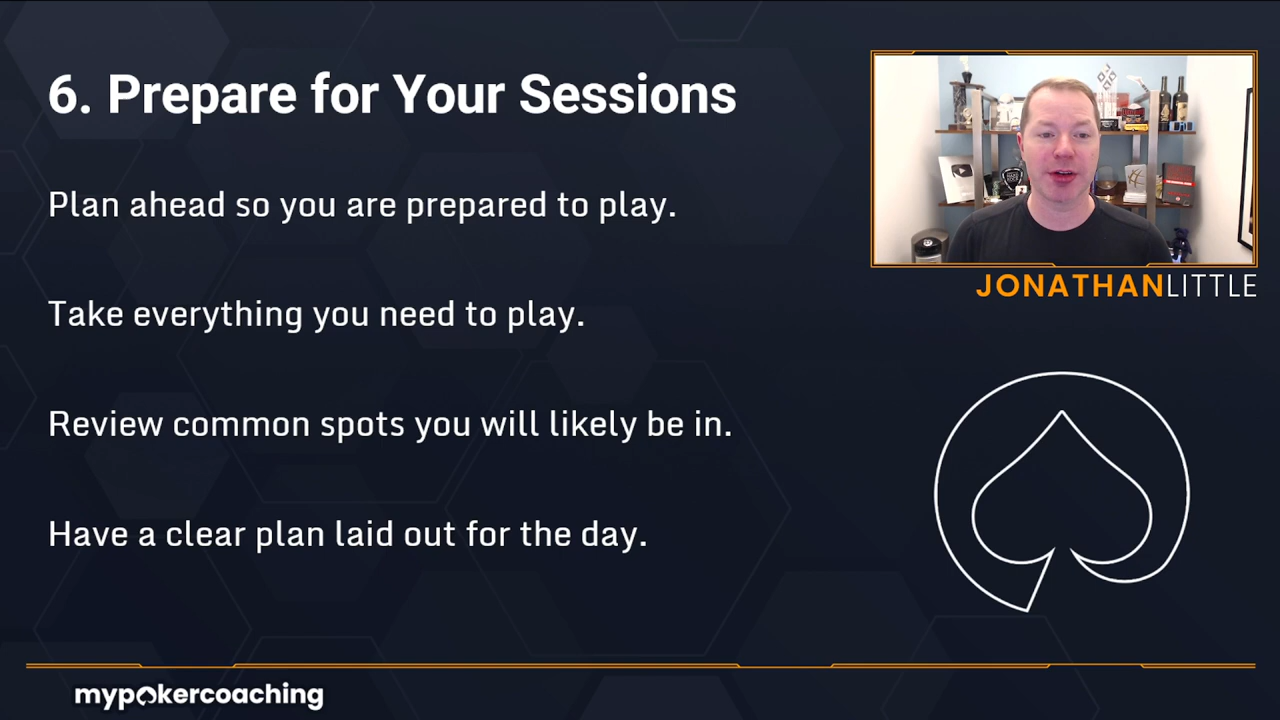 6. Prepare for Your Sessions
Plan ahead so you are prepared to play.
Take everything you need to play.
Review common spots you will likely be in.
Have a clear plan laid out for the day.
JONATHANLITTLE
mypokercoaching